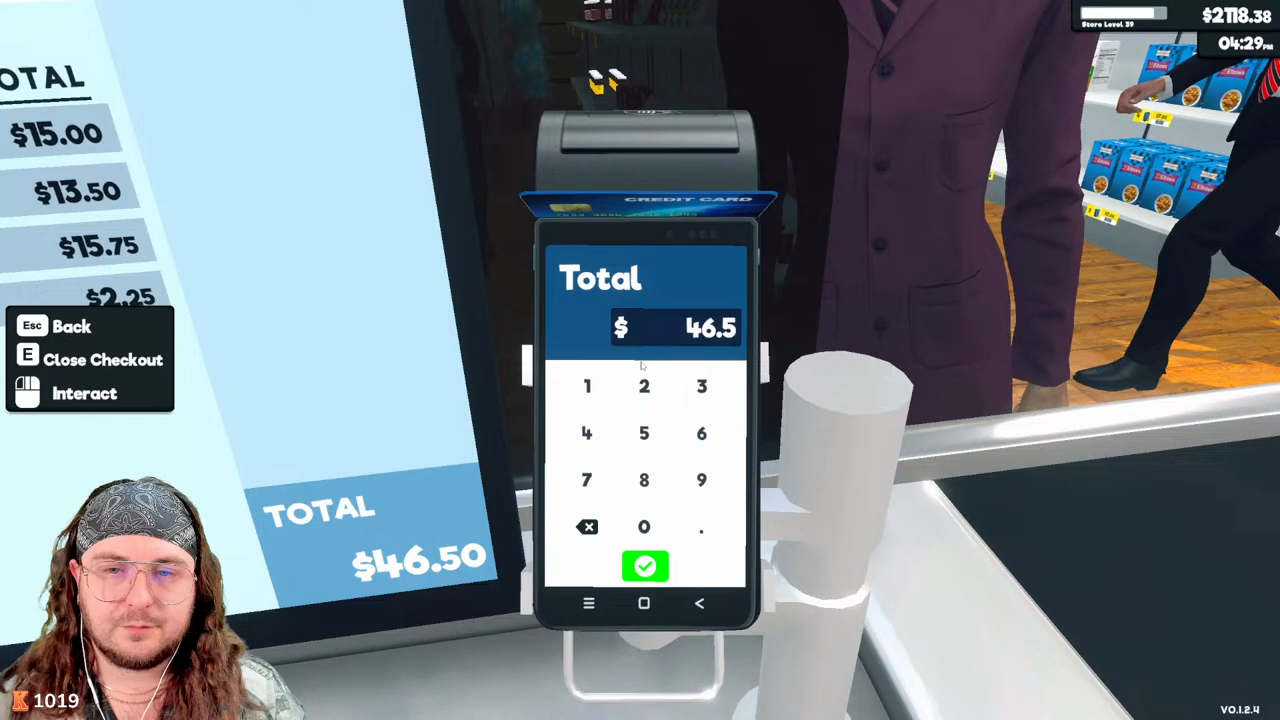 OTAL
$15.00
$13.50
$15.75
$2.25
Esc Back
E Close Checkout
Interact
TOTAL
$46.50
CREDIT CARD
Total
$ 46.5
1 2 3
4 5 6
7 8 9
0 .
Store Level 39
$2118.38
04:29PM
K 1019
V0.1.2.4